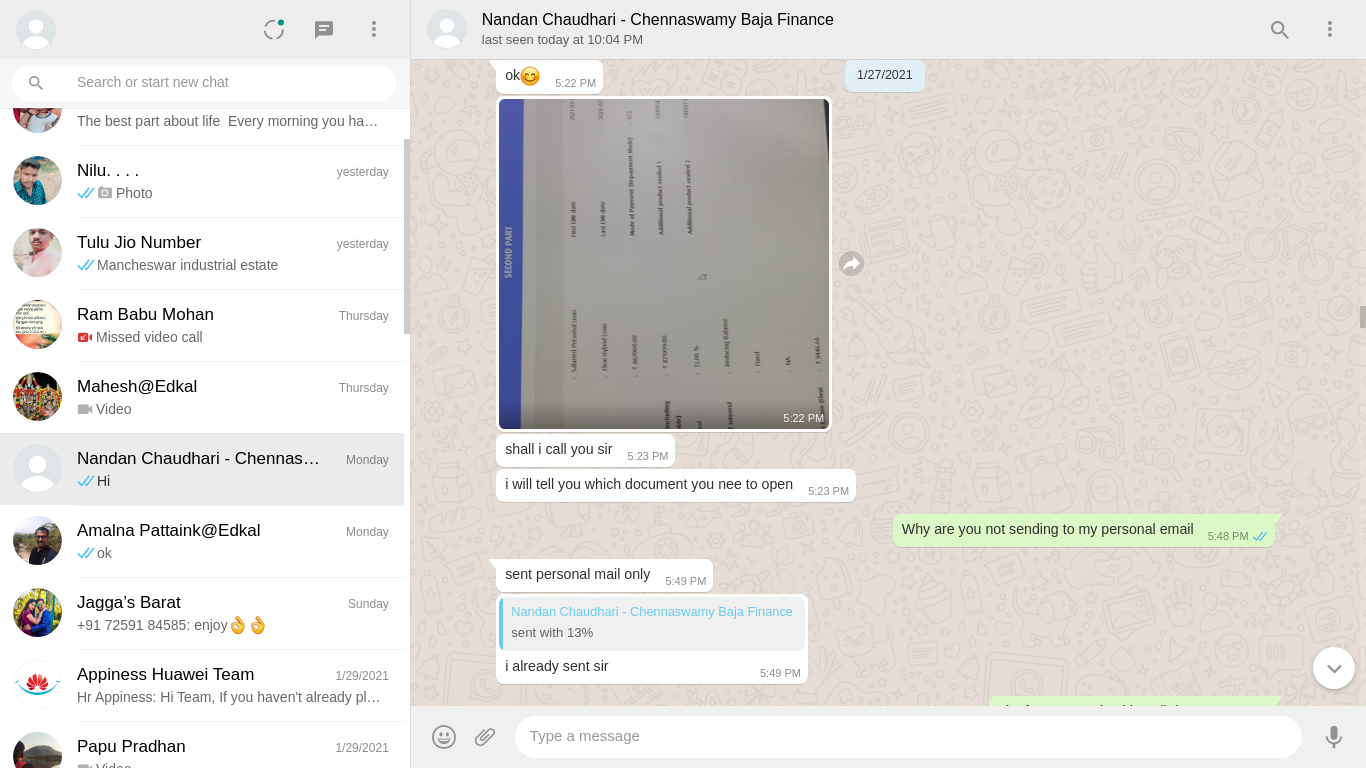 Search or start new chat
The best part about life  Every morning you ha…
Nilu. . . .
yesterday
Photo
Tulu Jio Number
yesterday
Mancheswar industrial estate
Ram Babu Mohan
Thursday
Missed video call
Mahesh@Edkal
Thursday
Video
Nandan Chaudhari - Chennas…
Monday
Hi
Amalna Pattaink@Edkal
Monday
ok
Jagga’s Barat
Sunday
+91 72591 84585: enjoy👌👌
Appiness Huawei Team
1/29/2021
Hr Appiness: Hi Team, If you haven't already pl…
Papu Pradhan
1/29/2021
Video
Nandan Chaudhari - Chennaswamy Baja Finance
last seen today at 10:04 PM
1/27/2021
ok😊
5:22 PM
SECOND PART
Salaried Personal Loan
First EMI date
Flexi Hybrid Loan
Last EMI date
Mode of Payment (Repayment Mode)
Additional product availed 1
13.00 %
Additional product availed 2
Reducing Balance
Fixed
NA
5:22 PM
shall i call you sir
5:23 PM
i will tell you which document you nee to open
5:23 PM
Why are you not sending to my personal email
5:48 PM
sent personal mail only
5:49 PM
Nandan Chaudhari - Chennaswamy Baja Finance
sent with 13%
i already sent sir
5:49 PM
Type a message